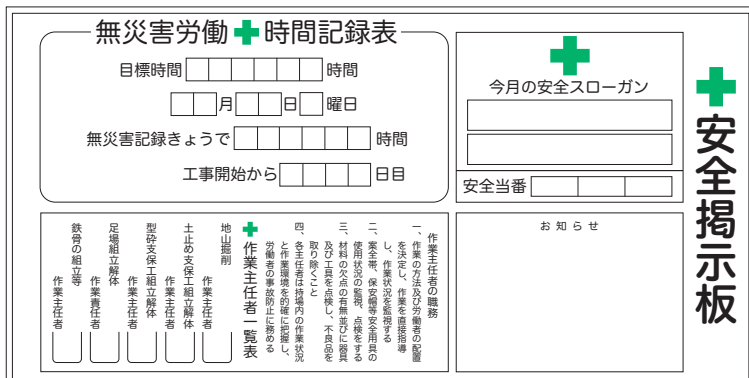 無災害労働✚時間記録表
目標時間 時間
月 日 曜日
無災害記録きょうで 時間
工事開始から 日目
今月の安全スローガン
安全当番
✚安全掲示板
作業主任者の職務
一、作業の方法及び労働者の配置
を決定し、作業を直接指導
し、作業状況を監視する
二、案全帯、保安帽等安全用具の
使用状況の監視、点検をする
三、材料の欠点の有無並びに器具
及び工具を点検し、不良品を
取り除くこと
四、各主任者は持場内の作業状況
と作業環境を的確に把握し、
労働者の事故防止に務める
✚作業主任者一覧表
地山掘削
作業主任者
土止め支保工組立解体
作業主任者
型砕支保工組立解体
作業主任者
足場組立解体
作業責任者
鉄骨の組立等
作業主任者
お知らせ